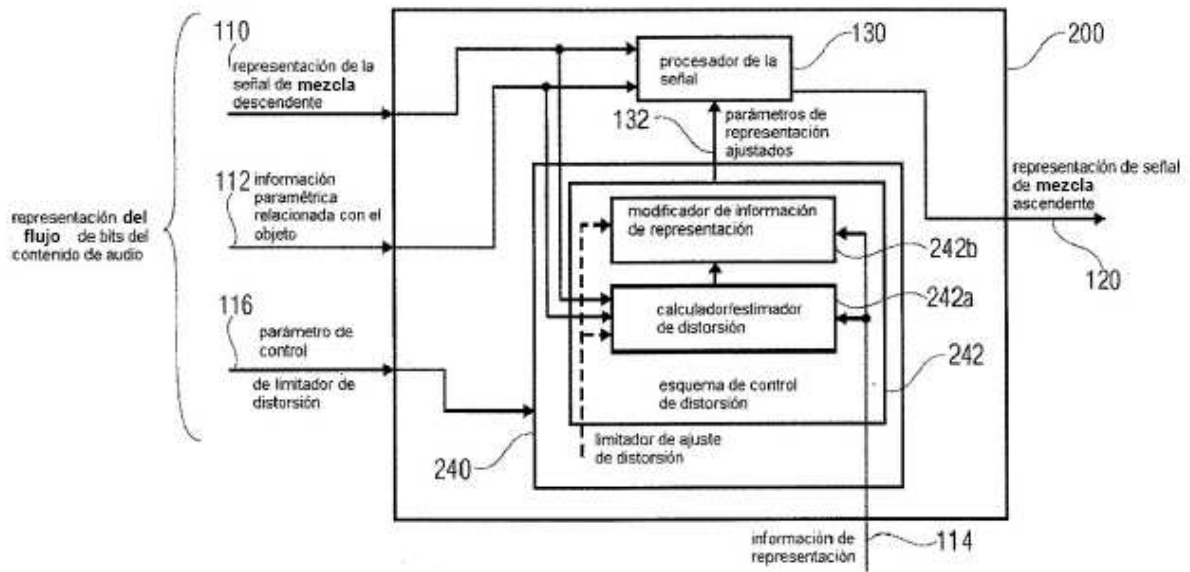 110
representación de la
señal de mezcla
descendente
112
información
paramétrica
relacionada con el
objeto
representación del
flujo de bits del
contenido de audio
116
parámetro de
control
de limitador de
distorsión
130
200
procesador de la
señal
132
parámetros de
representación
ajustados
representación de señal
de mezcla
ascendente
120
modificador de información
de representación
242b
242a
calculador/estimador
de distorsión
242
esquema de control
de distorsión
240
limitador de ajuste
de distorsión
información de
representación
114